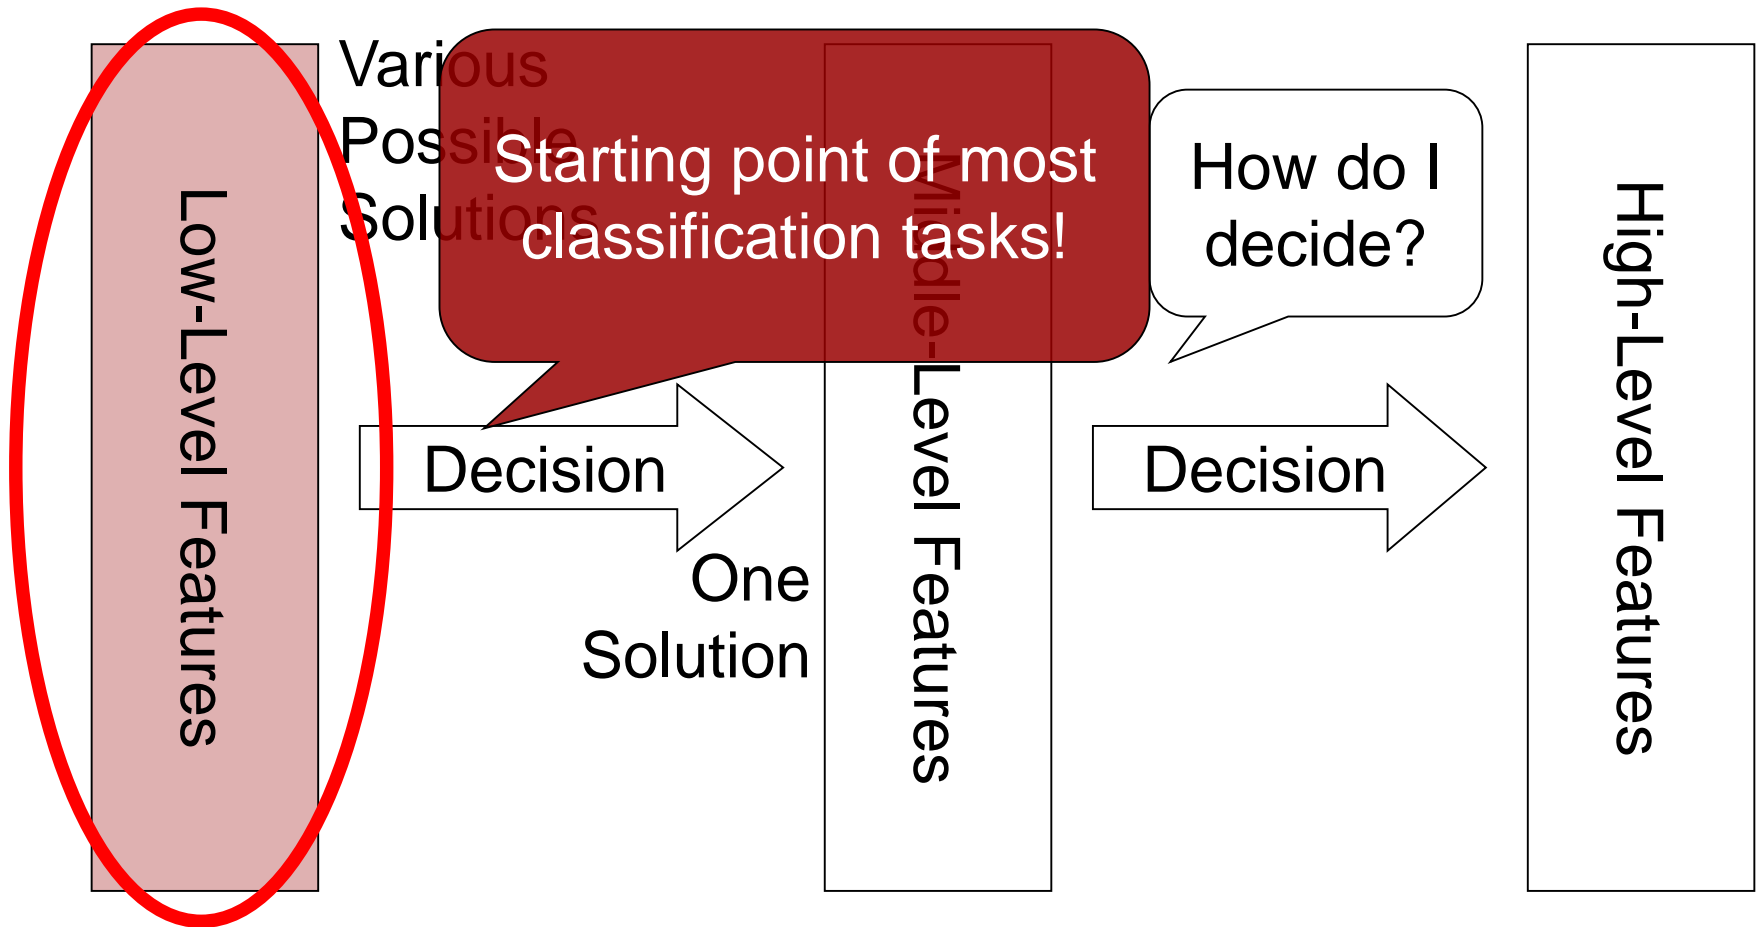 Low-Level Features
Various
Possible
Solutions
Starting point of most
classification tasks!
Decision
One
Solution
Middle-Level Features
How do I
decide?
Decision
High-Level Features